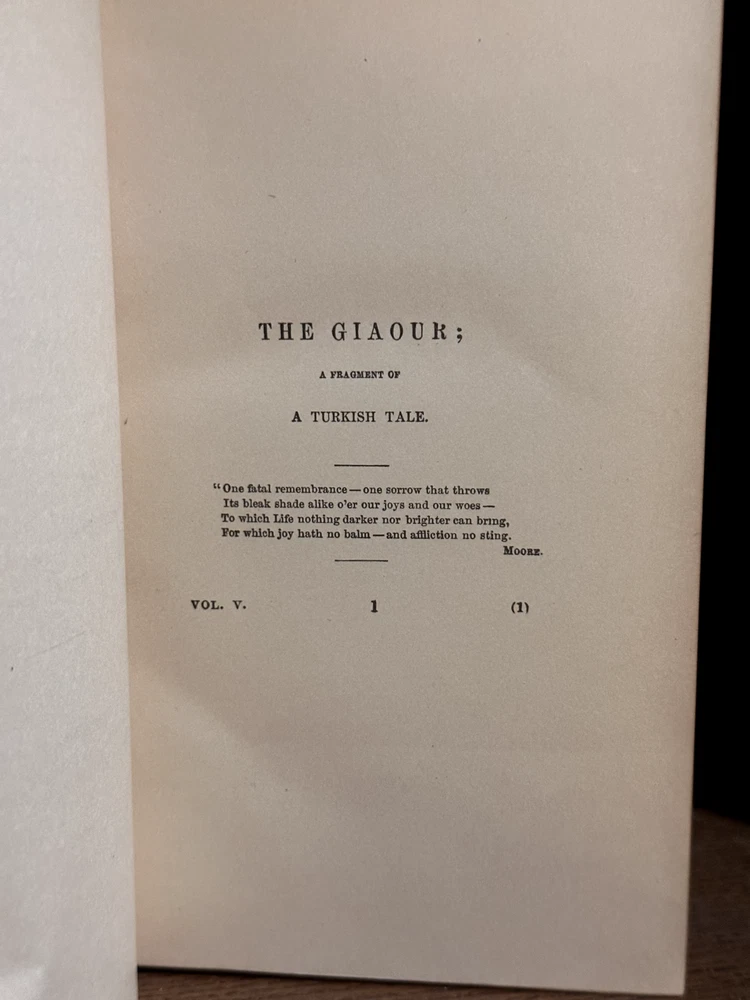 THE GIAOUR;
A FRAGMENT OF
A TURKISH TALE.
“One fatal remembrance—one sorrow that throws
Its bleak shade alike o’er our joys and our woes—
To which Life nothing darker nor brighter can bring,
For which joy hath no balm—and affliction no sting.
MOORE.
VOL. V. 1 (1)